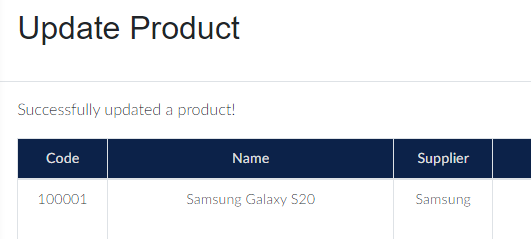 Update Product
Successfully updated a product!
Code Name Supplier
100001 Samsung Galaxy S20 Samsung